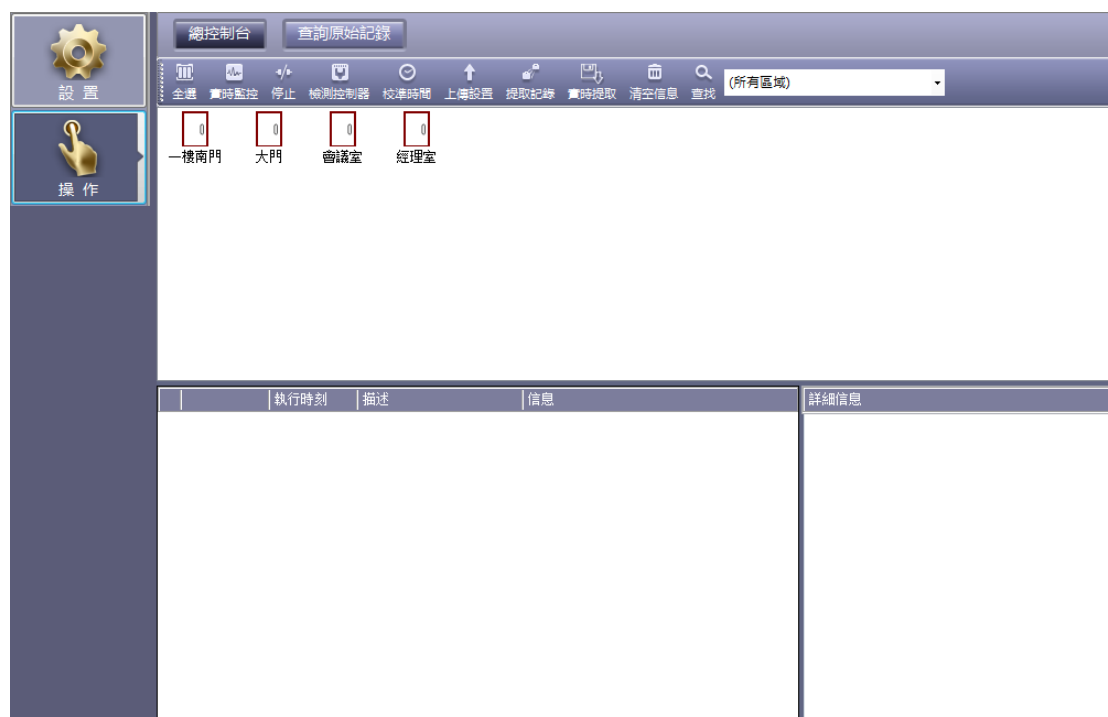 總控制台 查詢原始記錄
設 置
全選 實時監控 停止 檢測控制器 校準時間 上傳設置 提取記錄 實時提取 清空信息 查找 (所有區域)
操 作
一樓南門 大門 會議室 經理室
執行時刻 描述 信息 詳細信息